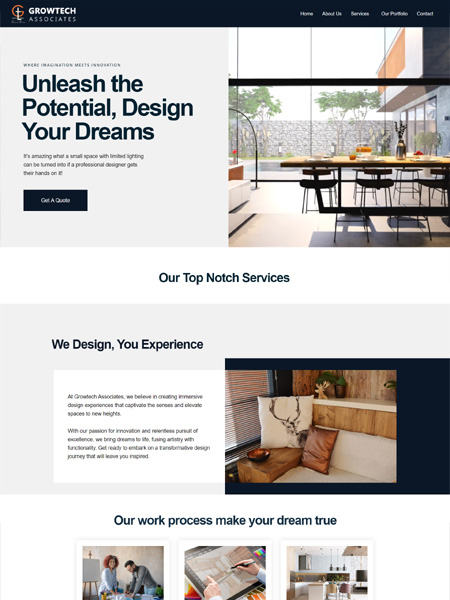 GROWTECH
ASSOCIATES
Home About Us Services Our Portfolio Contact
WHERE IMAGINATION MEETS INNOVATION
Unleash the
Potential, Design
Your Dreams
It's amazing what a small space with limited lighting
can be turned into if a professional designer gets
their hands on it!
Get A Quote
Our Top Notch Services
We Design, You Experience
At Growtech Associates, we believe in creating immersive
design experiences that captivate the senses and elevate
spaces to new heights.
With our passion for innovation and relentless pursuit of
excellence, we bring dreams to life, fusing artistry with
functionality. Get ready to embark on a transformative design
journey that will leave you inspired.
Our work process make your dream true